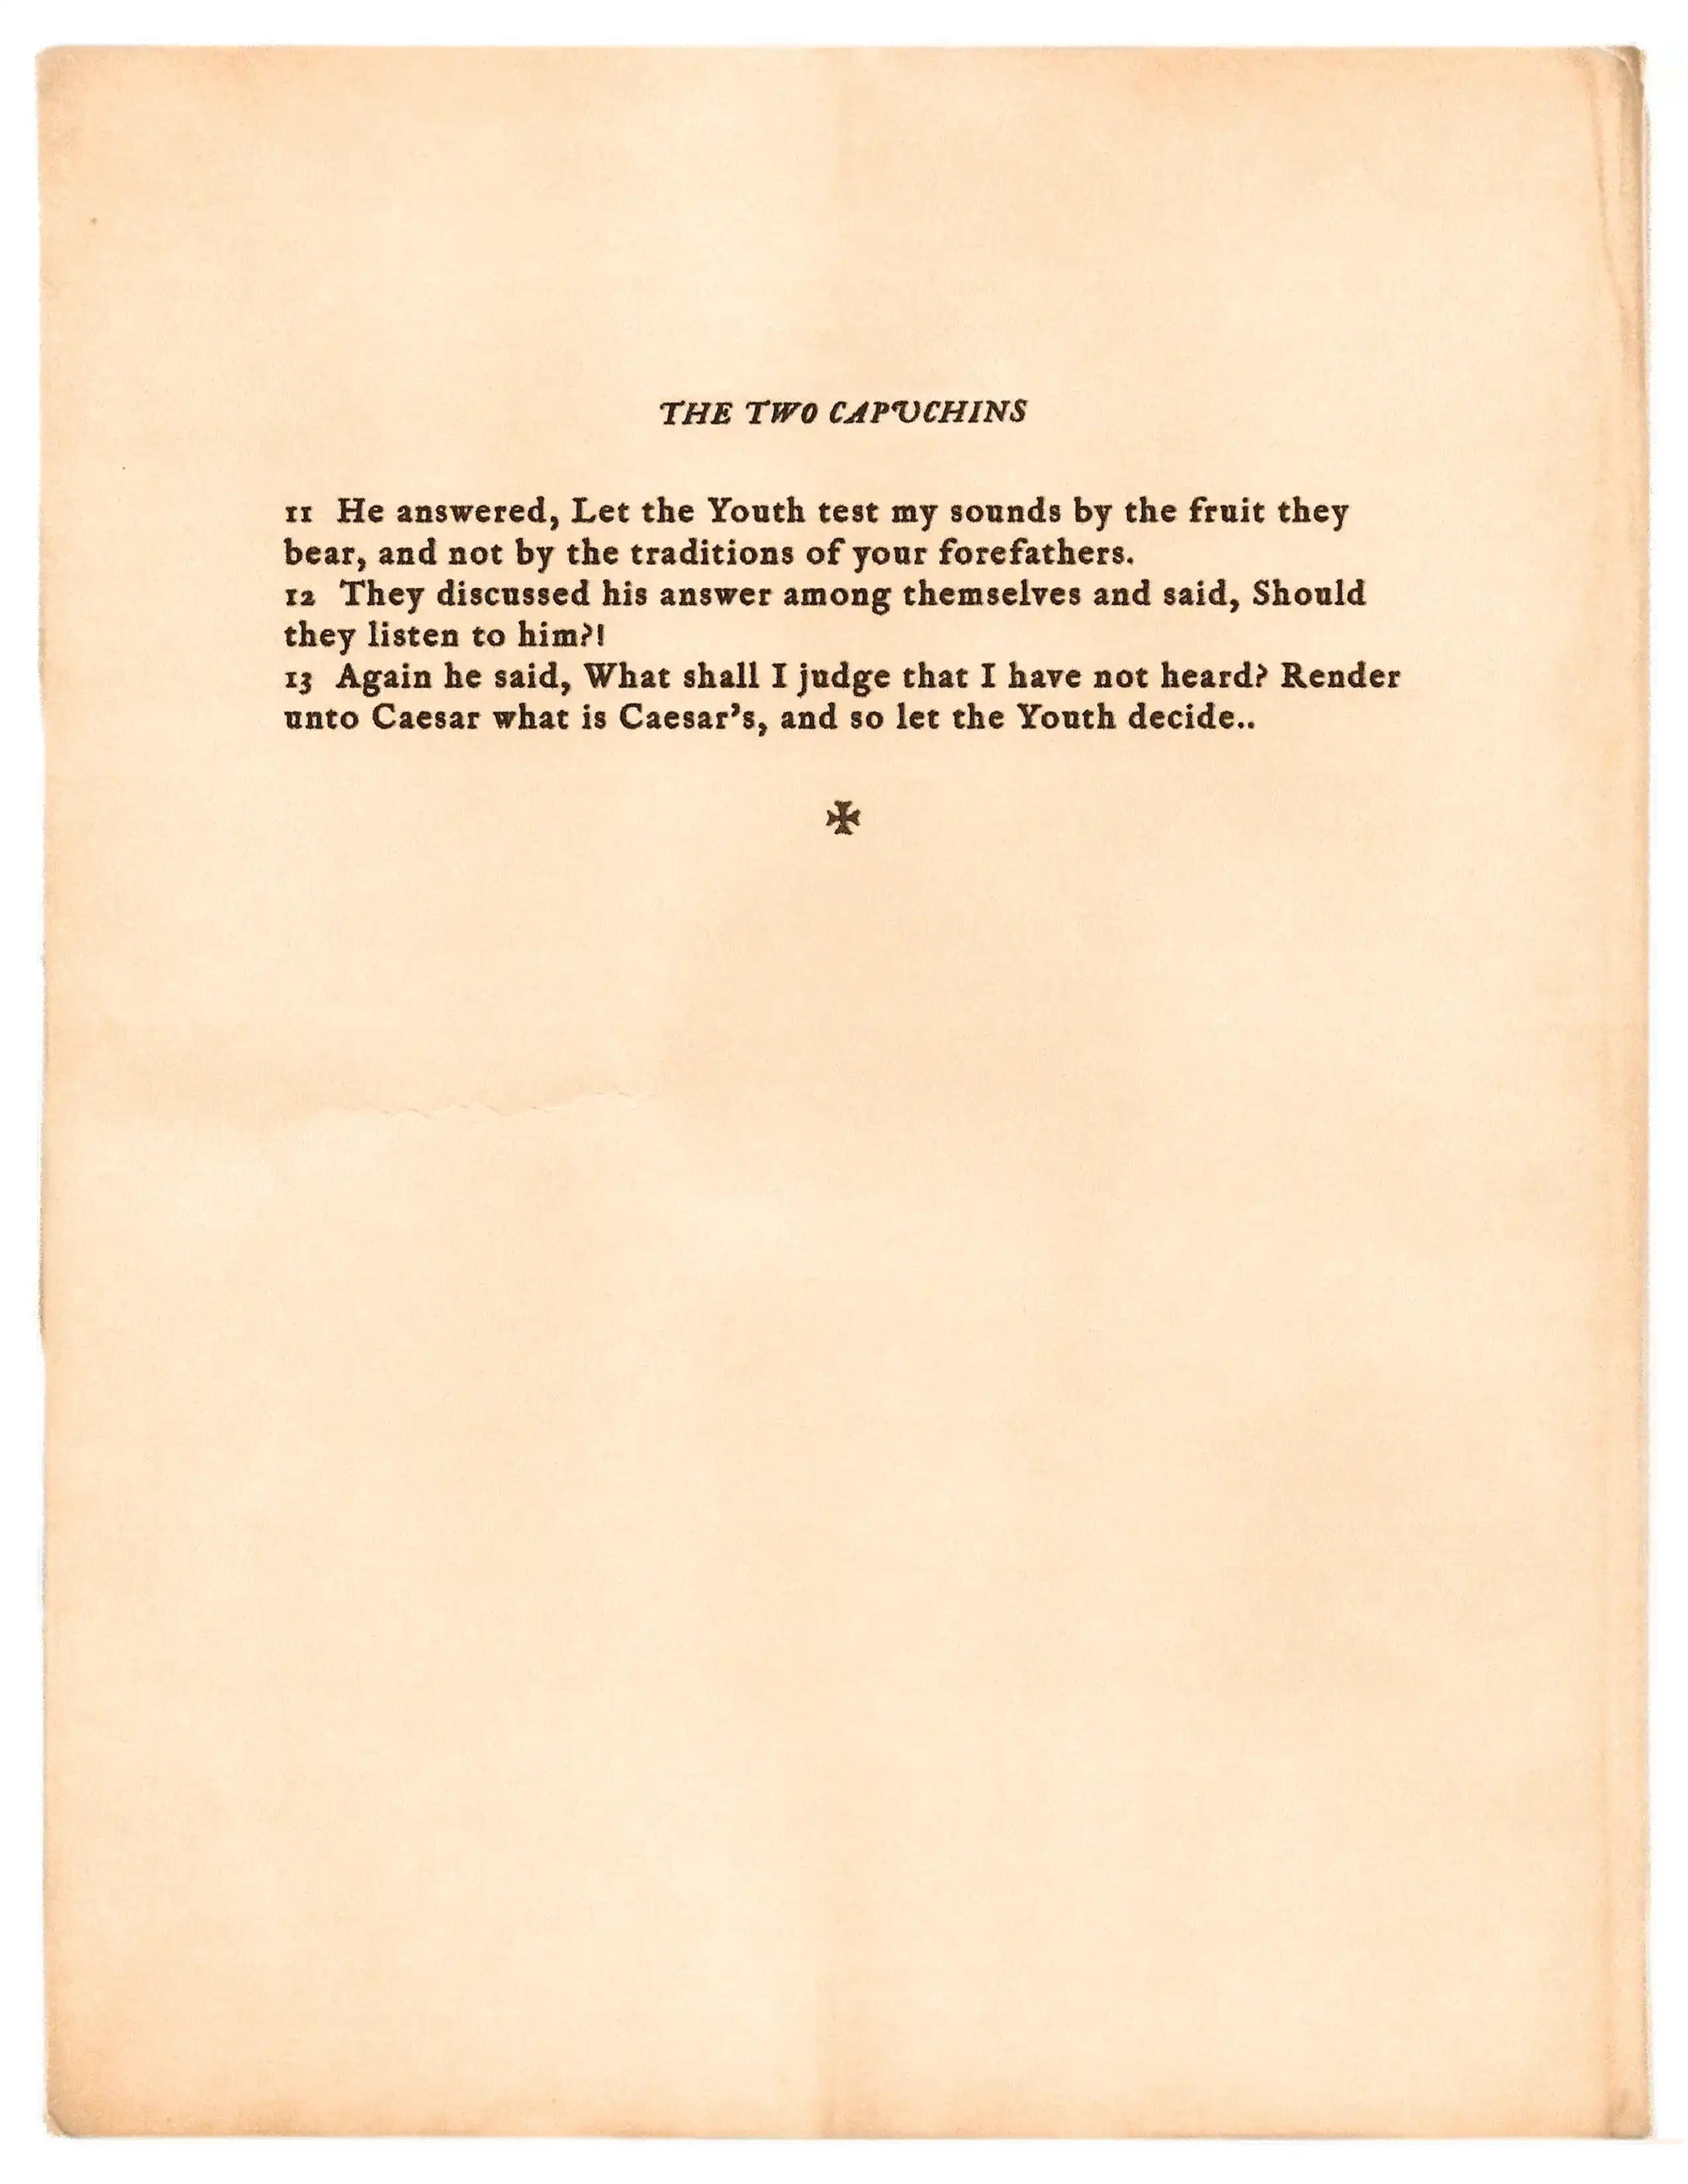 THE TWO CAPUCHINS
11 He answered, Let the Youth test my sounds by the fruit they
bear, and not by the traditions of your forefathers.
12 They discussed his answer among themselves and said, Should
they listen to him?!
13 Again he said, What shall I judge that I have not heard? Render
unto Caesar what is Caesar's, and so let the Youth decide..
✠